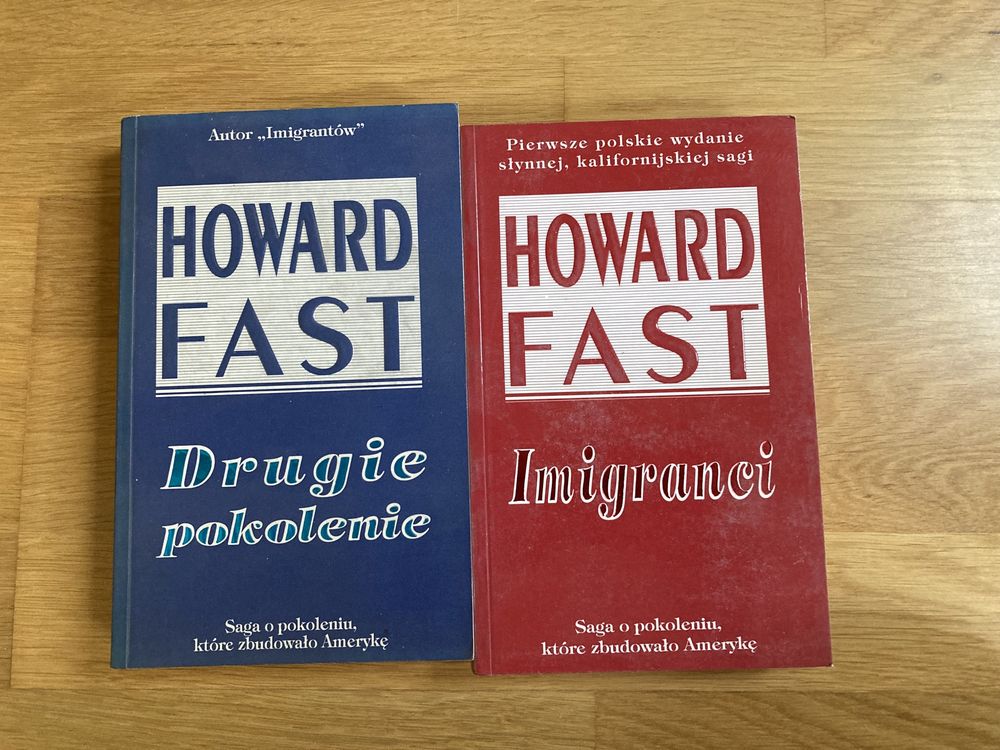 Autor „Imigrantów”
HOWARD
FAST
Drugie
pokolenie
Saga o pokoleniu,
które zbudowało Amerykę
Pierwsze polskie wydanie
słynnej, kalifornijskiej sagi
HOWARD
FAST
Imigranci
Saga o pokoleniu,
które zbudowało Amerykę